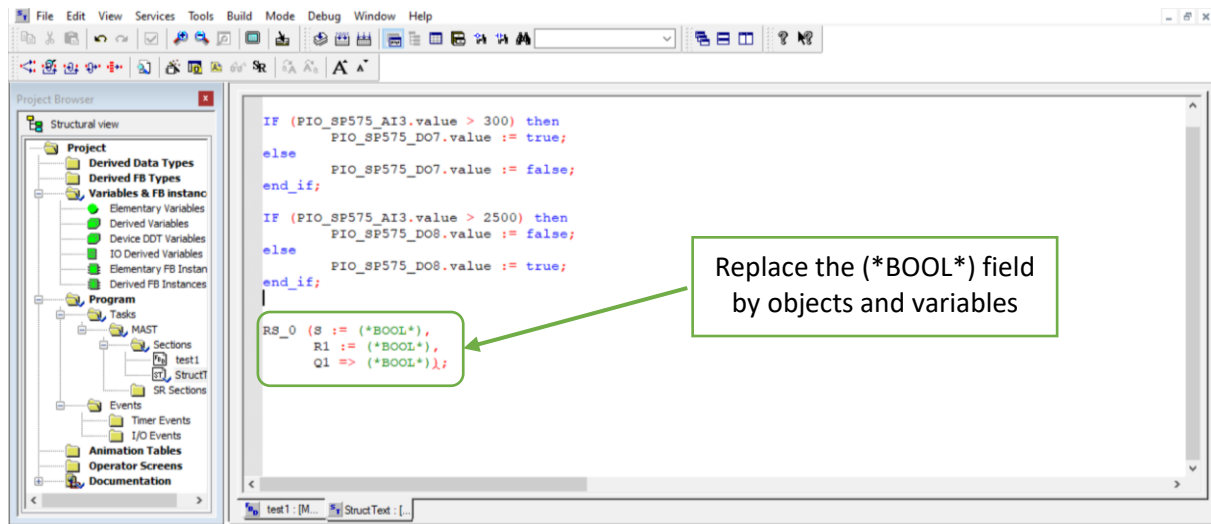 File Edit View Services Tools Build Mode Debug Window Help
Project Browser
Structural view
Project
Derived Data Types
Derived FB Types
Variables & FB instanc
Elementary Variables
Derived Variables
Device DDT Variables
IO Derived Variables
Elementary FB Instan
Derived FB Instances
Program
Tasks
MAST
Sections
test1
StructT
SR Sections
Events
Timer Events
I/O Events
Animation Tables
Operator Screens
Documentation
IF (PIO_SP575_AI3.value > 300) then
PIO_SP575_DO7.value := true;
else
PIO_SP575_DO7.value := false;
end_if;
IF (PIO_SP575_AI3.value > 2500) then
PIO_SP575_DO8.value := false;
else
PIO_SP575_DO8.value := true;
end_if;
RS_0 (S := (*BOOL*),
R1 := (*BOOL*),
Q1 => (*BOOL*));
Replace the (*BOOL*) field
by objects and variables
test1 : [M... StructText : [...